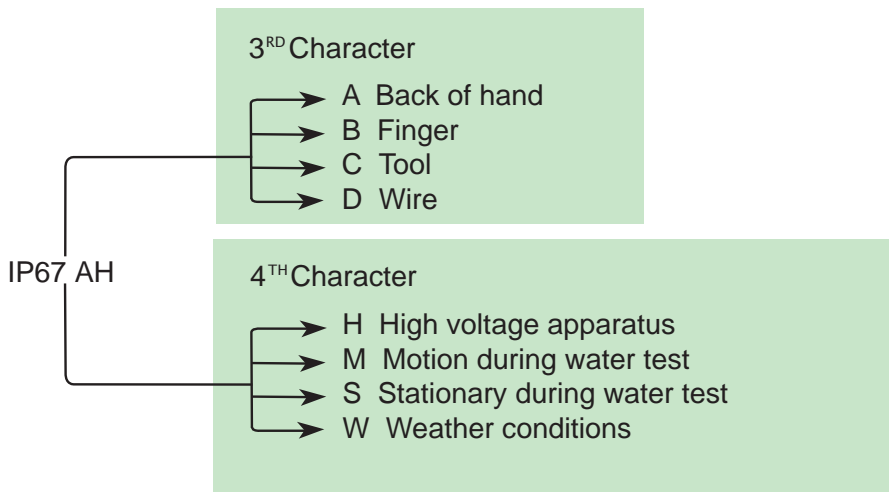 3RD Character
A Back of hand
B Finger
C Tool
D Wire
IP67 AH
4TH Character
H High voltage apparatus
M Motion during water test
S Stationary during water test
W Weather conditions